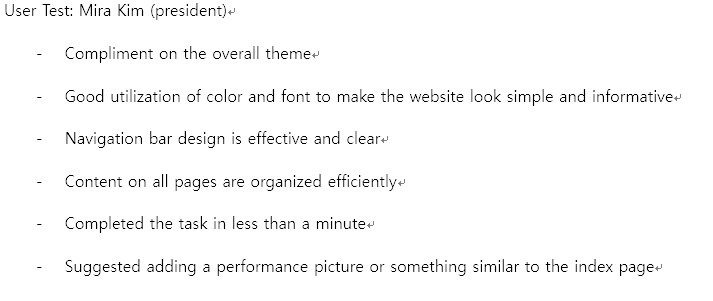 User Test: Mira Kim (president)
- Compliment on the overall theme
- Good utilization of color and font to make the website look simple and informative
- Navigation bar design is effective and clear
- Content on all pages are organized efficiently
- Completed the task in less than a minute
- Suggested adding a performance picture or something similar to the index page